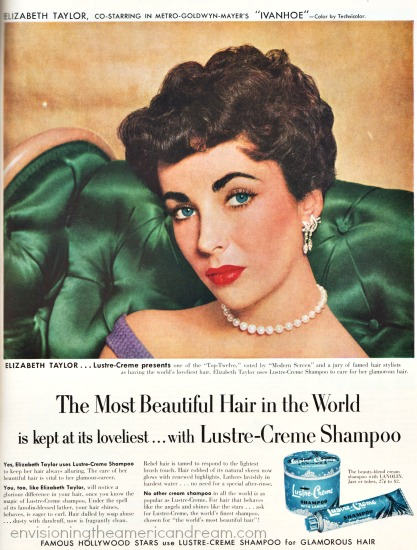 ELIZABETH TAYLOR, CO-STARRING IN METRO-GOLDWYN-MAYER'S "IVANHOE"—Color by Technicolor.
ELIZABETH TAYLOR . . . Lustre-Creme presents one of the "Top-Twelve," voted by "Modern Screen" and a jury of famed hair stylists
as having the world's loveliest hair. Elizabeth Taylor uses Lustre-Creme Shampoo to care for her glamorous hair.
The Most Beautiful Hair in the World
is kept at its loveliest . . . with Lustre-Creme Shampoo
Yes, Elizabeth Taylor uses Lustre-Creme Shampoo
to keep her hair always alluring. The care of her
beautiful hair is vital to her glamour-career.
You, too, like Elizabeth Taylor, will notice a
glorious difference in your hair, once you know the
magic of Lustre-Creme shampoo. Under the spell
of its lanolin-blessed lather, your hair shines,
behaves, is eager to curl. Hair dulled by soap abuse
. . . dusty with dandruff, now is fragrantly clean.
Rebel hair is tamed to respond to the lightest
brush touch. Hair robbed of its natural sheen now
glows with renewed highlights. Lathers lavishly in
hardest water . . . no need for a special after-rinse.
No other cream shampoo in all the world is as
popular as Lustre-Creme. For hair that behaves
like the angels and shines like the stars . . . ask
for Lustre-Creme, the world's finest shampoo,
chosen for "the world's most beautiful hair"!
The beauty-blend cream
shampoo with LANOLIN.
Jars or tubes, 27¢ to $2.
Lustre-Creme
Lustre-Creme
SHAMPOO
WITH LANOLIN
Lustre-Creme
SHAMPOO
envisioningtheamericandream.com
FAMOUS HOLLYWOOD STARS use LUSTRE-CREME SHAMPOO for GLAMOROUS HAIR